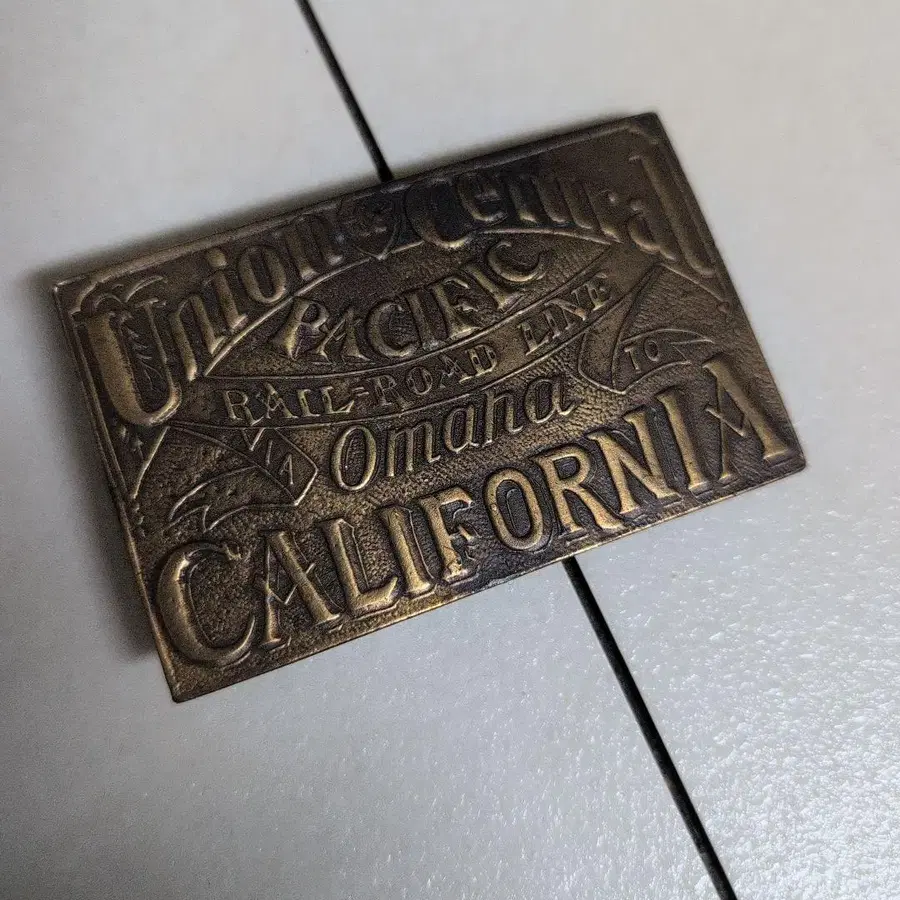 Union & Central
PACIFIC
RAIL-ROAD LINE
VIA Omaha TO
CALIFORNIA